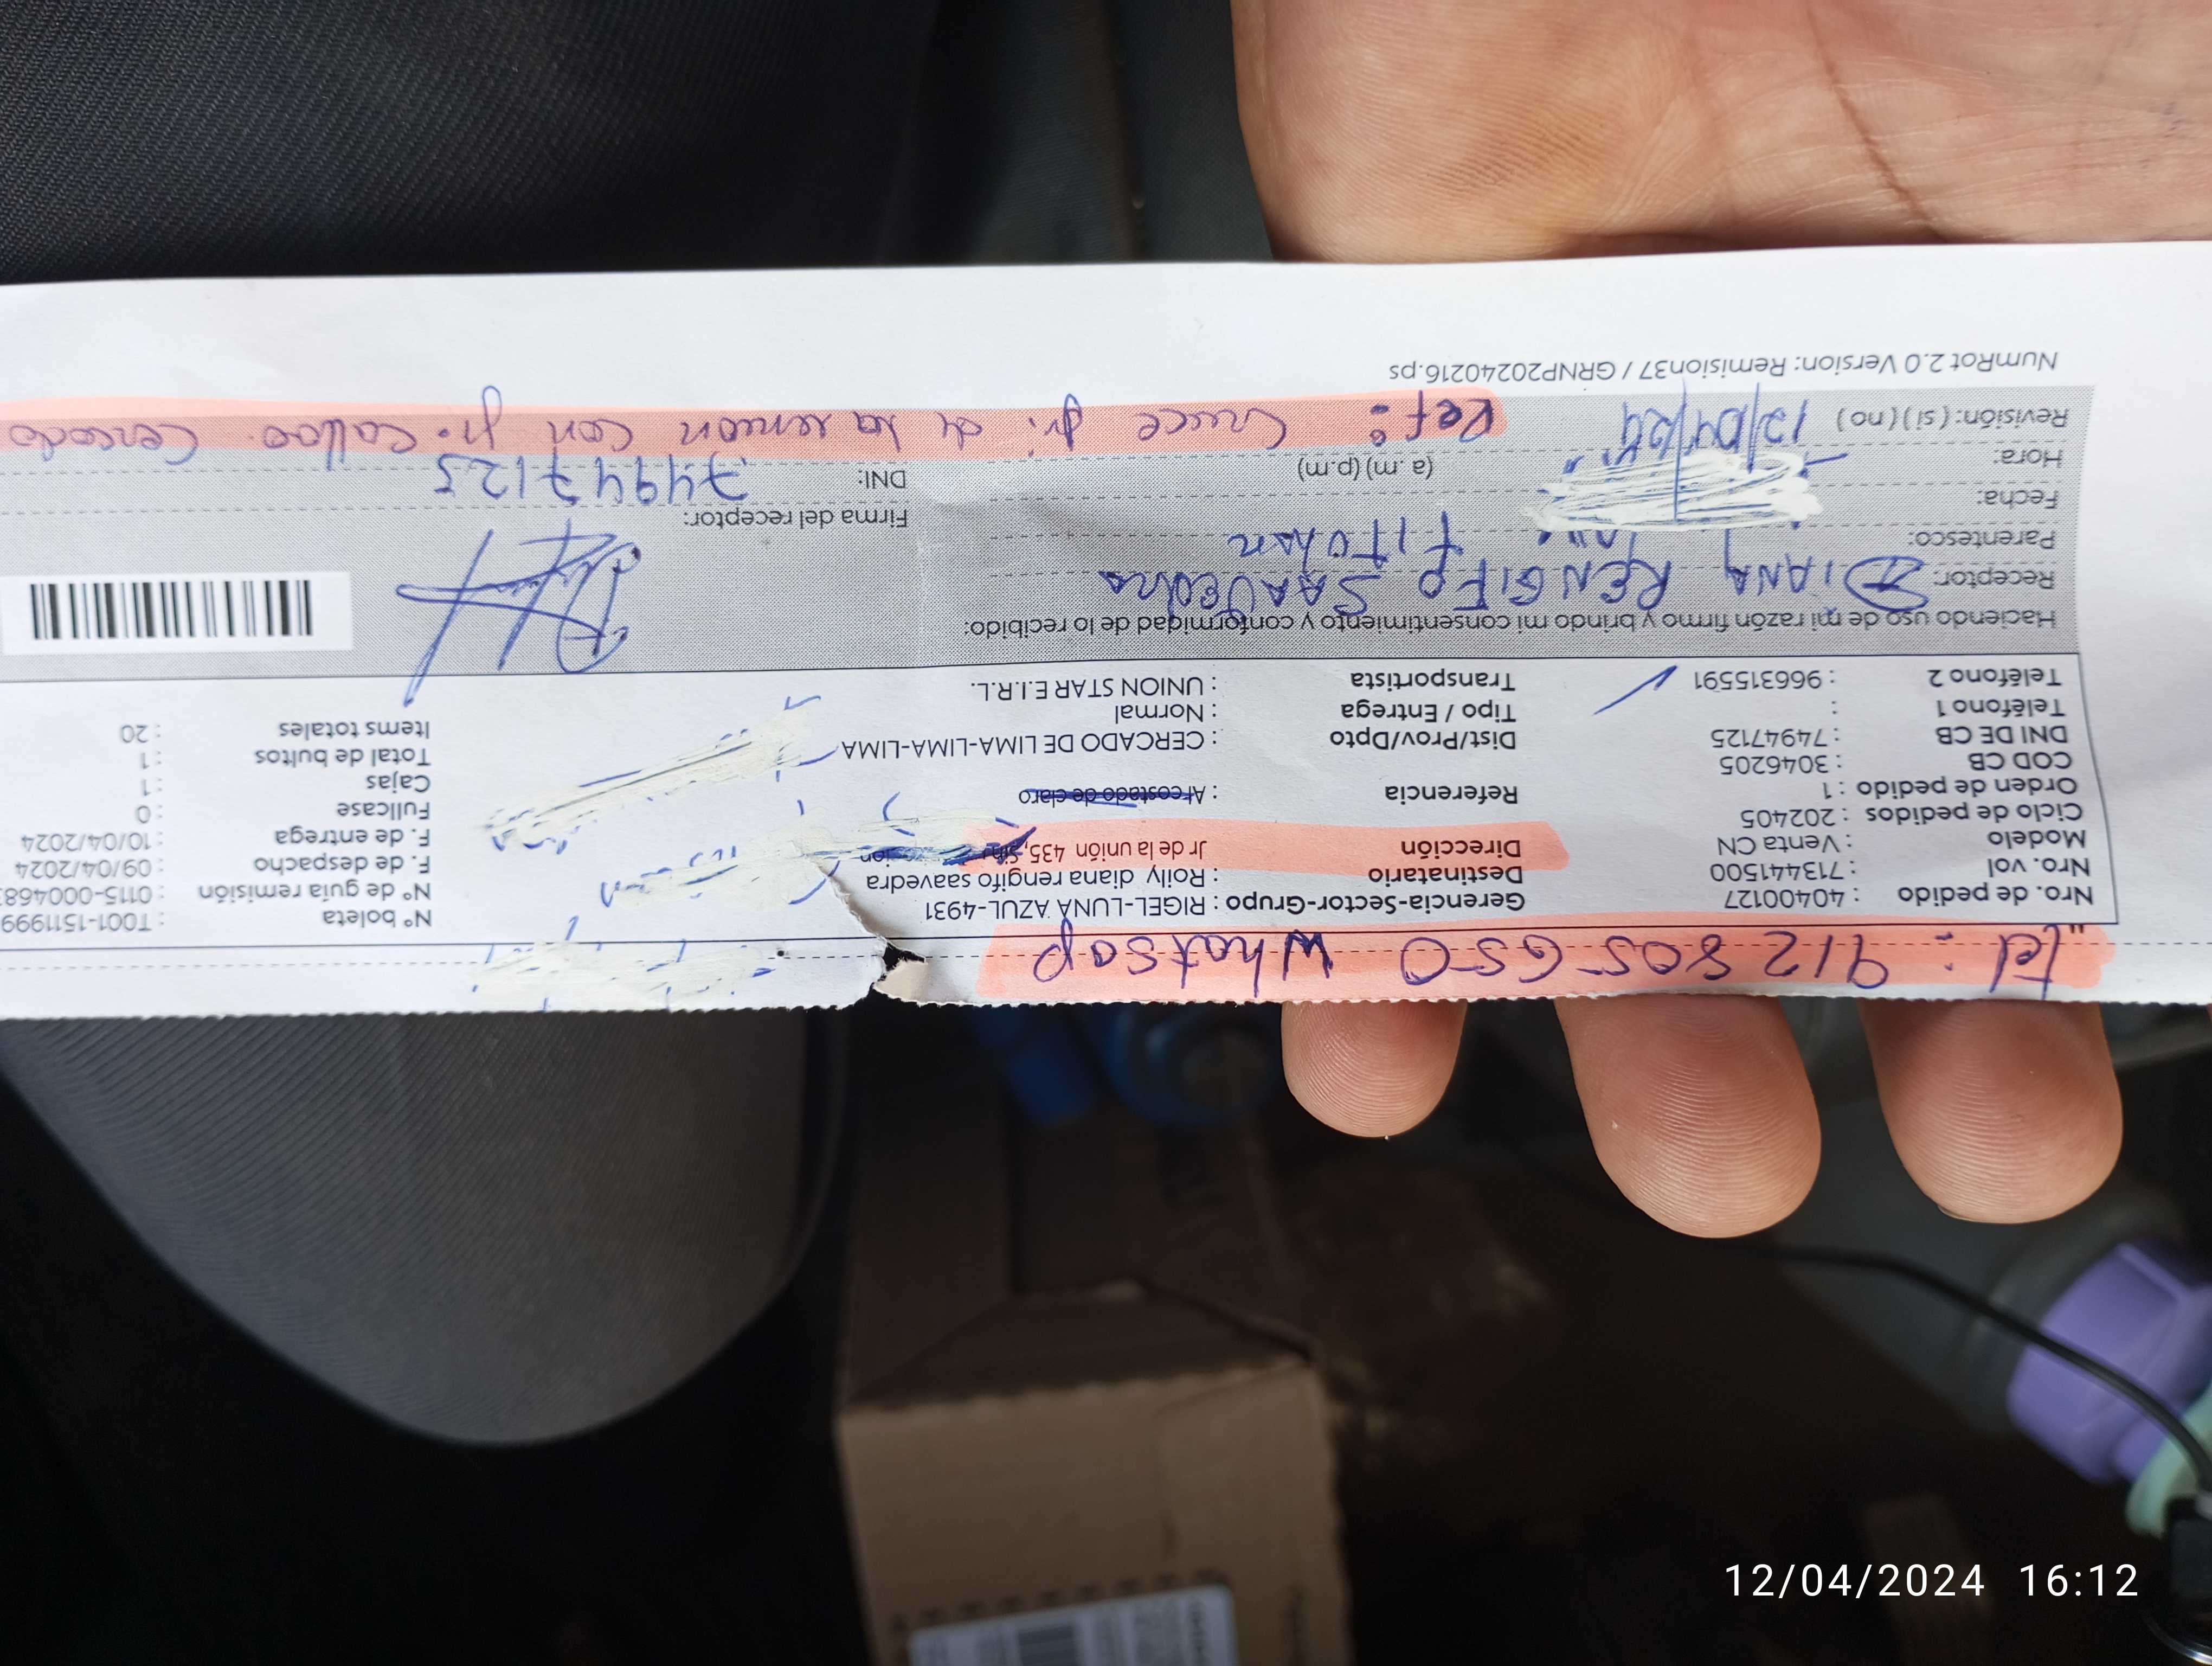 tel: 912 805 650 Whatsap
Nro. de pedido : 40400127
Nro. vol : 713441500
Modelo : Venta CN
Ciclo de pedidos : 202405
Orden de pedido : 1
COD CB : 3046205
DNI DE CB : 74947125
Teléfono 1 :
Teléfono 2 : 966315591
Gerencia-Sector-Grupo : RIGEL-LUNA AZUL-4931
Destinatario : Roilly diana rengifo saavedra
Dirección Jr de la unión 435,
Referencia : Al costado de claro
Dist/Prov/Dpto : CERCADO DE LIMA-LIMA-LIMA
Tipo / Entrega : Normal
Transportista : UNION STAR E.I.R.L.
N° boleta : T001-1511999
N° de guía remisión : 0115-000468
F. de despacho : 09/04/2024
F. de entrega : 10/04/2024
Fullcase : 0
Cajas : 1
Total de bultos : 1
Items totales : 20
Haciendo uso de mi razón firmo y brindo mi consentimiento y conformidad de lo recibido:
Receptor: DIANA RENGIFO SAAVEDRA
Parentesco:
Fecha:
Hora: (a.m) (p.m)
Revisión: (si) (no) 12/04/24
Firma del receptor:
DNI: 74947125
Ref: Cruce jr. de la union con jr. callao. Cercado
NumRot 2.0 Version: Remision37 / GRNP20240216.ps
12/04/2024 16:12